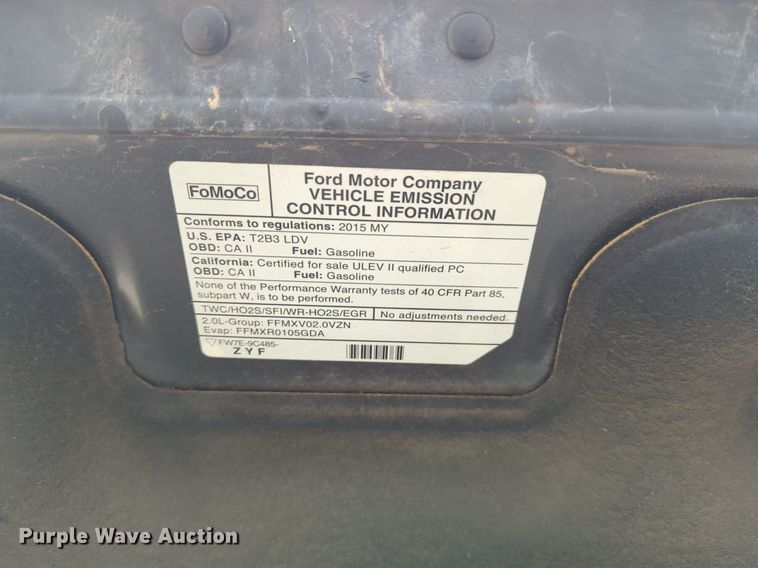 FoMoCo
Ford Motor Company
VEHICLE EMISSION
CONTROL INFORMATION
Conforms to regulations: 2015 MY
U.S. EPA: T2B3 LDV
OBD: CA II Fuel: Gasoline
California: Certified for sale ULEV II qualified PC
OBD: CA II Fuel: Gasoline
None of the Performance Warranty tests of 40 CFR Part 85,
subpart W, is to be performed.
TWC/HO2S/SFI/WR-HO2S/EGR No adjustments needed.
2.0L-Group: FFMXV02.0VZN
Evap: FFMXR0105GDA
FW7E-9C485-
ZYF
Purple Wave Auction